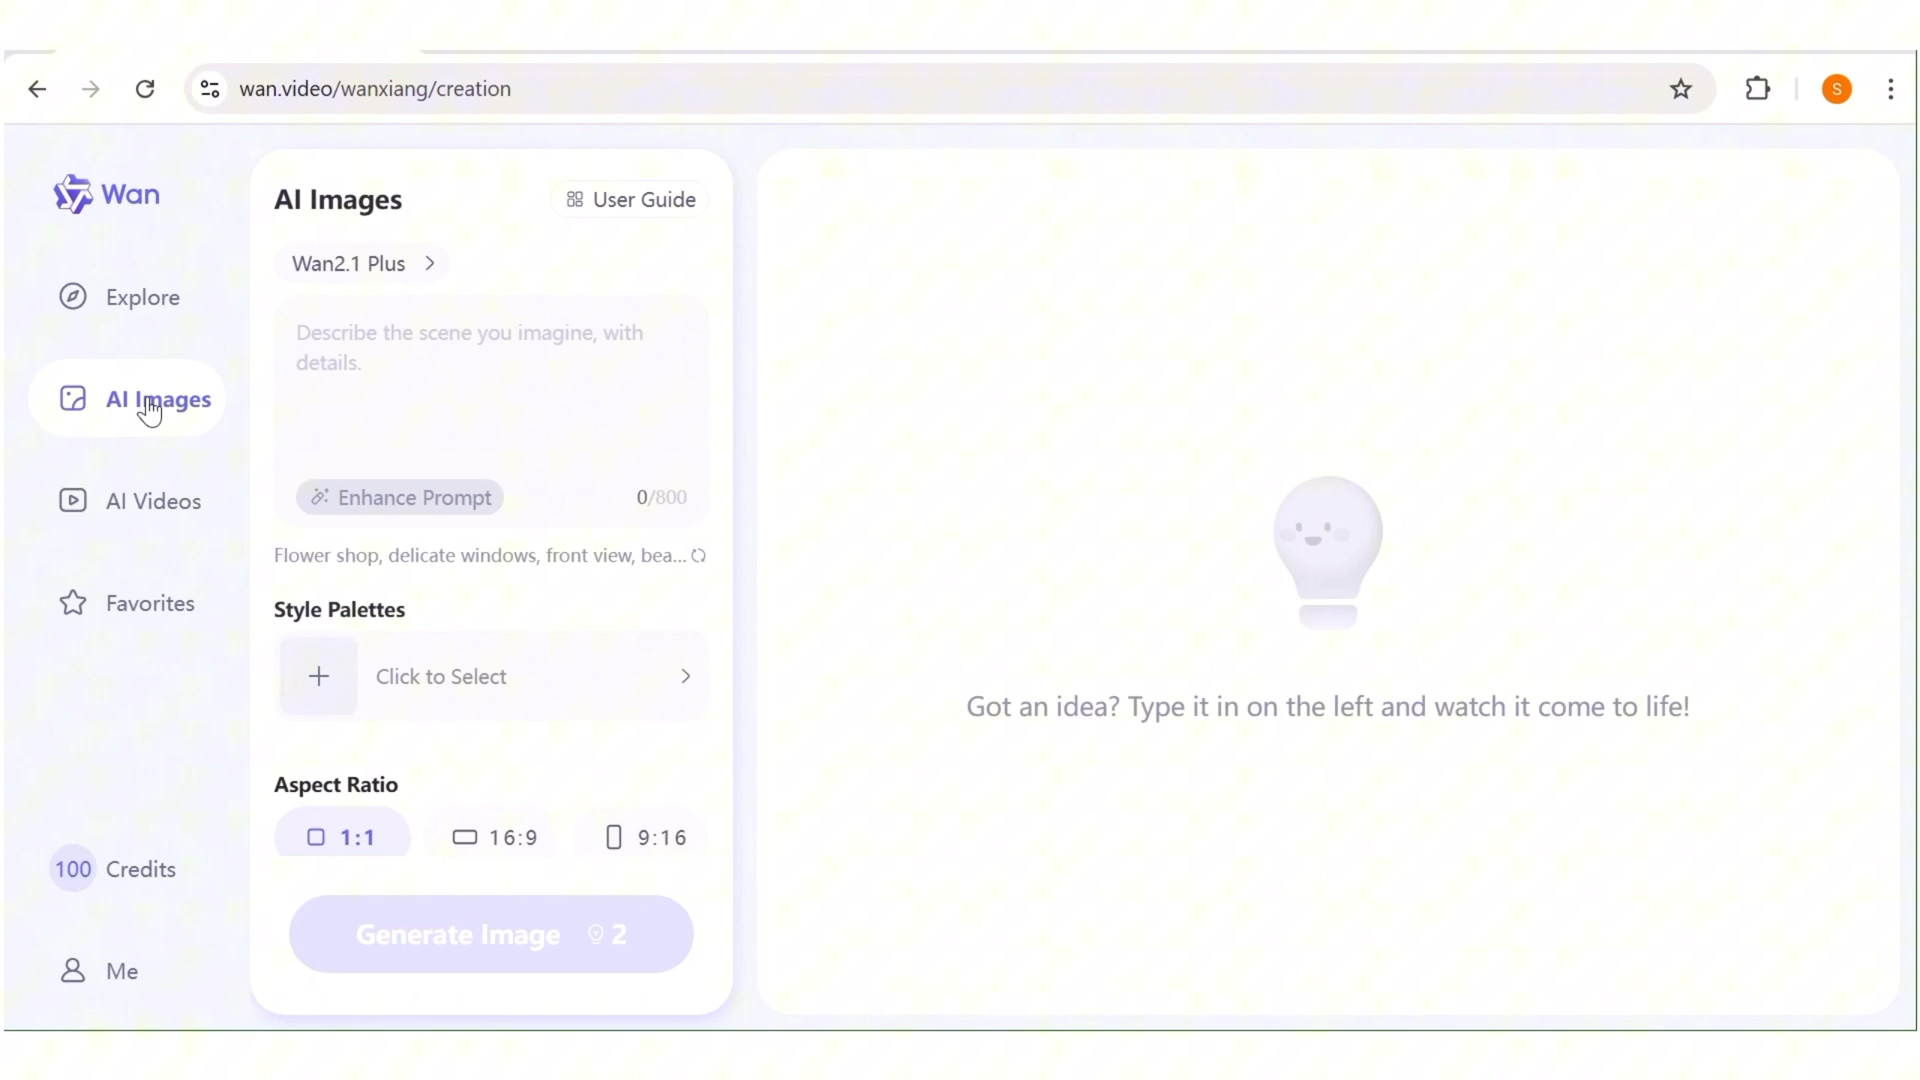 wan.video/wanxiang/creation
S
Wan
Explore
AI Images
AI Videos
Favorites
100 Credits
Me
AI Images
User Guide
Wan2.1 Plus
Describe the scene you imagine, with
details.
Enhance Prompt
0/800
Flower shop, delicate windows, front view, bea...
Style Palettes
Click to Select
Aspect Ratio
1:1
16:9
9:16
Generate Image 2
Got an idea? Type it in on the left and watch it come to life!